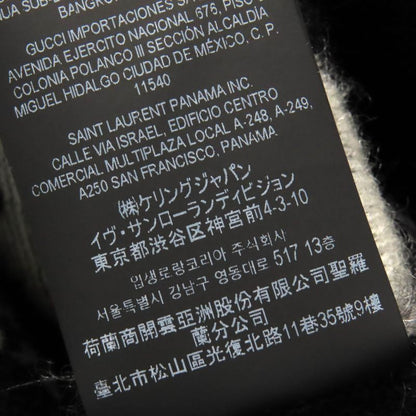 BANGKOK
GUCCI IMPORTACIONES S.A.
AVENIDA EJERCITO NACIONAL 676, PISO
COLONIA POLANCO III SECCIÓN ALCALDÍA
MIGUEL HIDALGO CIUDAD DE MÉXICO, C. P.
11540
SAINT LAURENT PANAMA INC.
CALLE VIA ISRAEL, EDIFICIO CENTRO
COMERCIAL MULTIPLAZA LOCAL A-248, A-249,
A250 SAN FRANCISCO, PANAMA
㈱ケリングジャパン
イヴ・サンローランディビジョン
東京都渋谷区神宮前4-3-10
입생로랑코리아 주식회사
서울특별시 강남구 영동대로 517 13층
荷蘭商開雲亞洲股份有限公司聖羅
蘭分公司
臺北市松山區光復北路11巷35號9樓